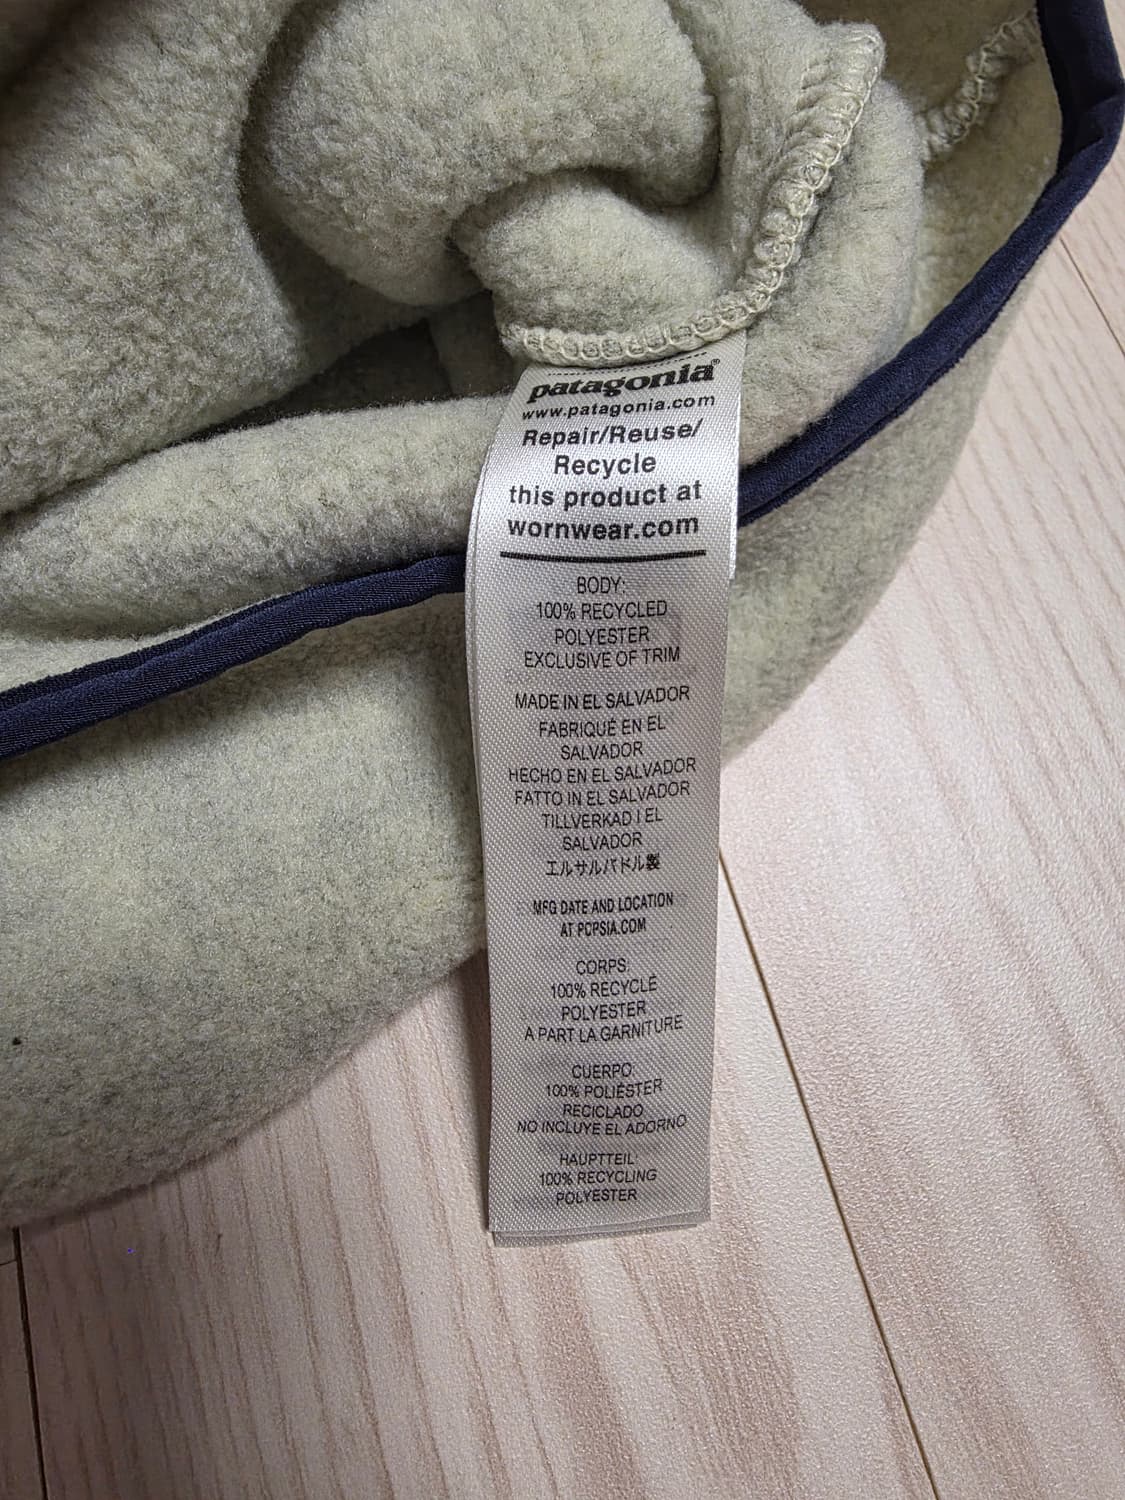 patagonia®
www.patagonia.com
Repair/Reuse/
Recycle
this product at
wornwear.com
BODY:
100% RECYCLED
POLYESTER
EXCLUSIVE OF TRIM
MADE IN EL SALVADOR
FABRIQUÉ EN EL
SALVADOR
HECHO EN EL SALVADOR
FATTO IN EL SALVADOR
TILLVERKAD I EL
SALVADOR
エルサルバドル製
MFG DATE AND LOCATION
AT PCPSIA.COM
CORPS:
100% RECYCLÉ
POLYESTER
A PART LA GARNITURE
CUERPO:
100% POLIÉSTER
RECICLADO
NO INCLUYE EL ADORNO
HAUPTTEIL:
100% RECYCLING
POLYESTER